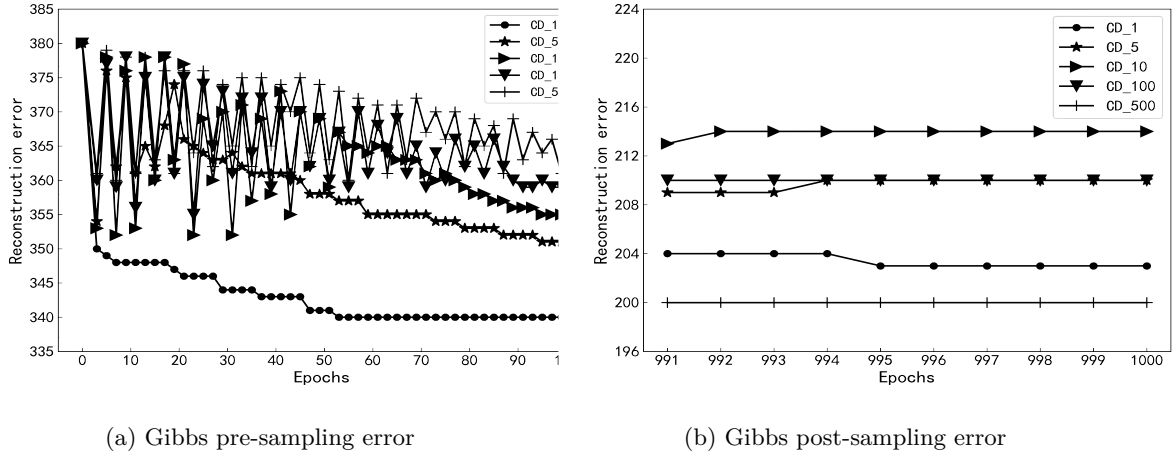 385
380
375
370
365
360
355
350
345
340
335
Reconstruction error
0 10 20 30 40 50 60 70 80 90 1
Epochs
CD_1
CD_5
CD_1
CD_1
CD_5
(a) Gibbs pre-sampling error
224
220
216
212
208
204
200
196
Reconstruction error
991 992 993 994 995 996 997 998 999 1000
Epochs
CD_1
CD_5
CD_10
CD_100
CD_500
(b) Gibbs post-sampling error